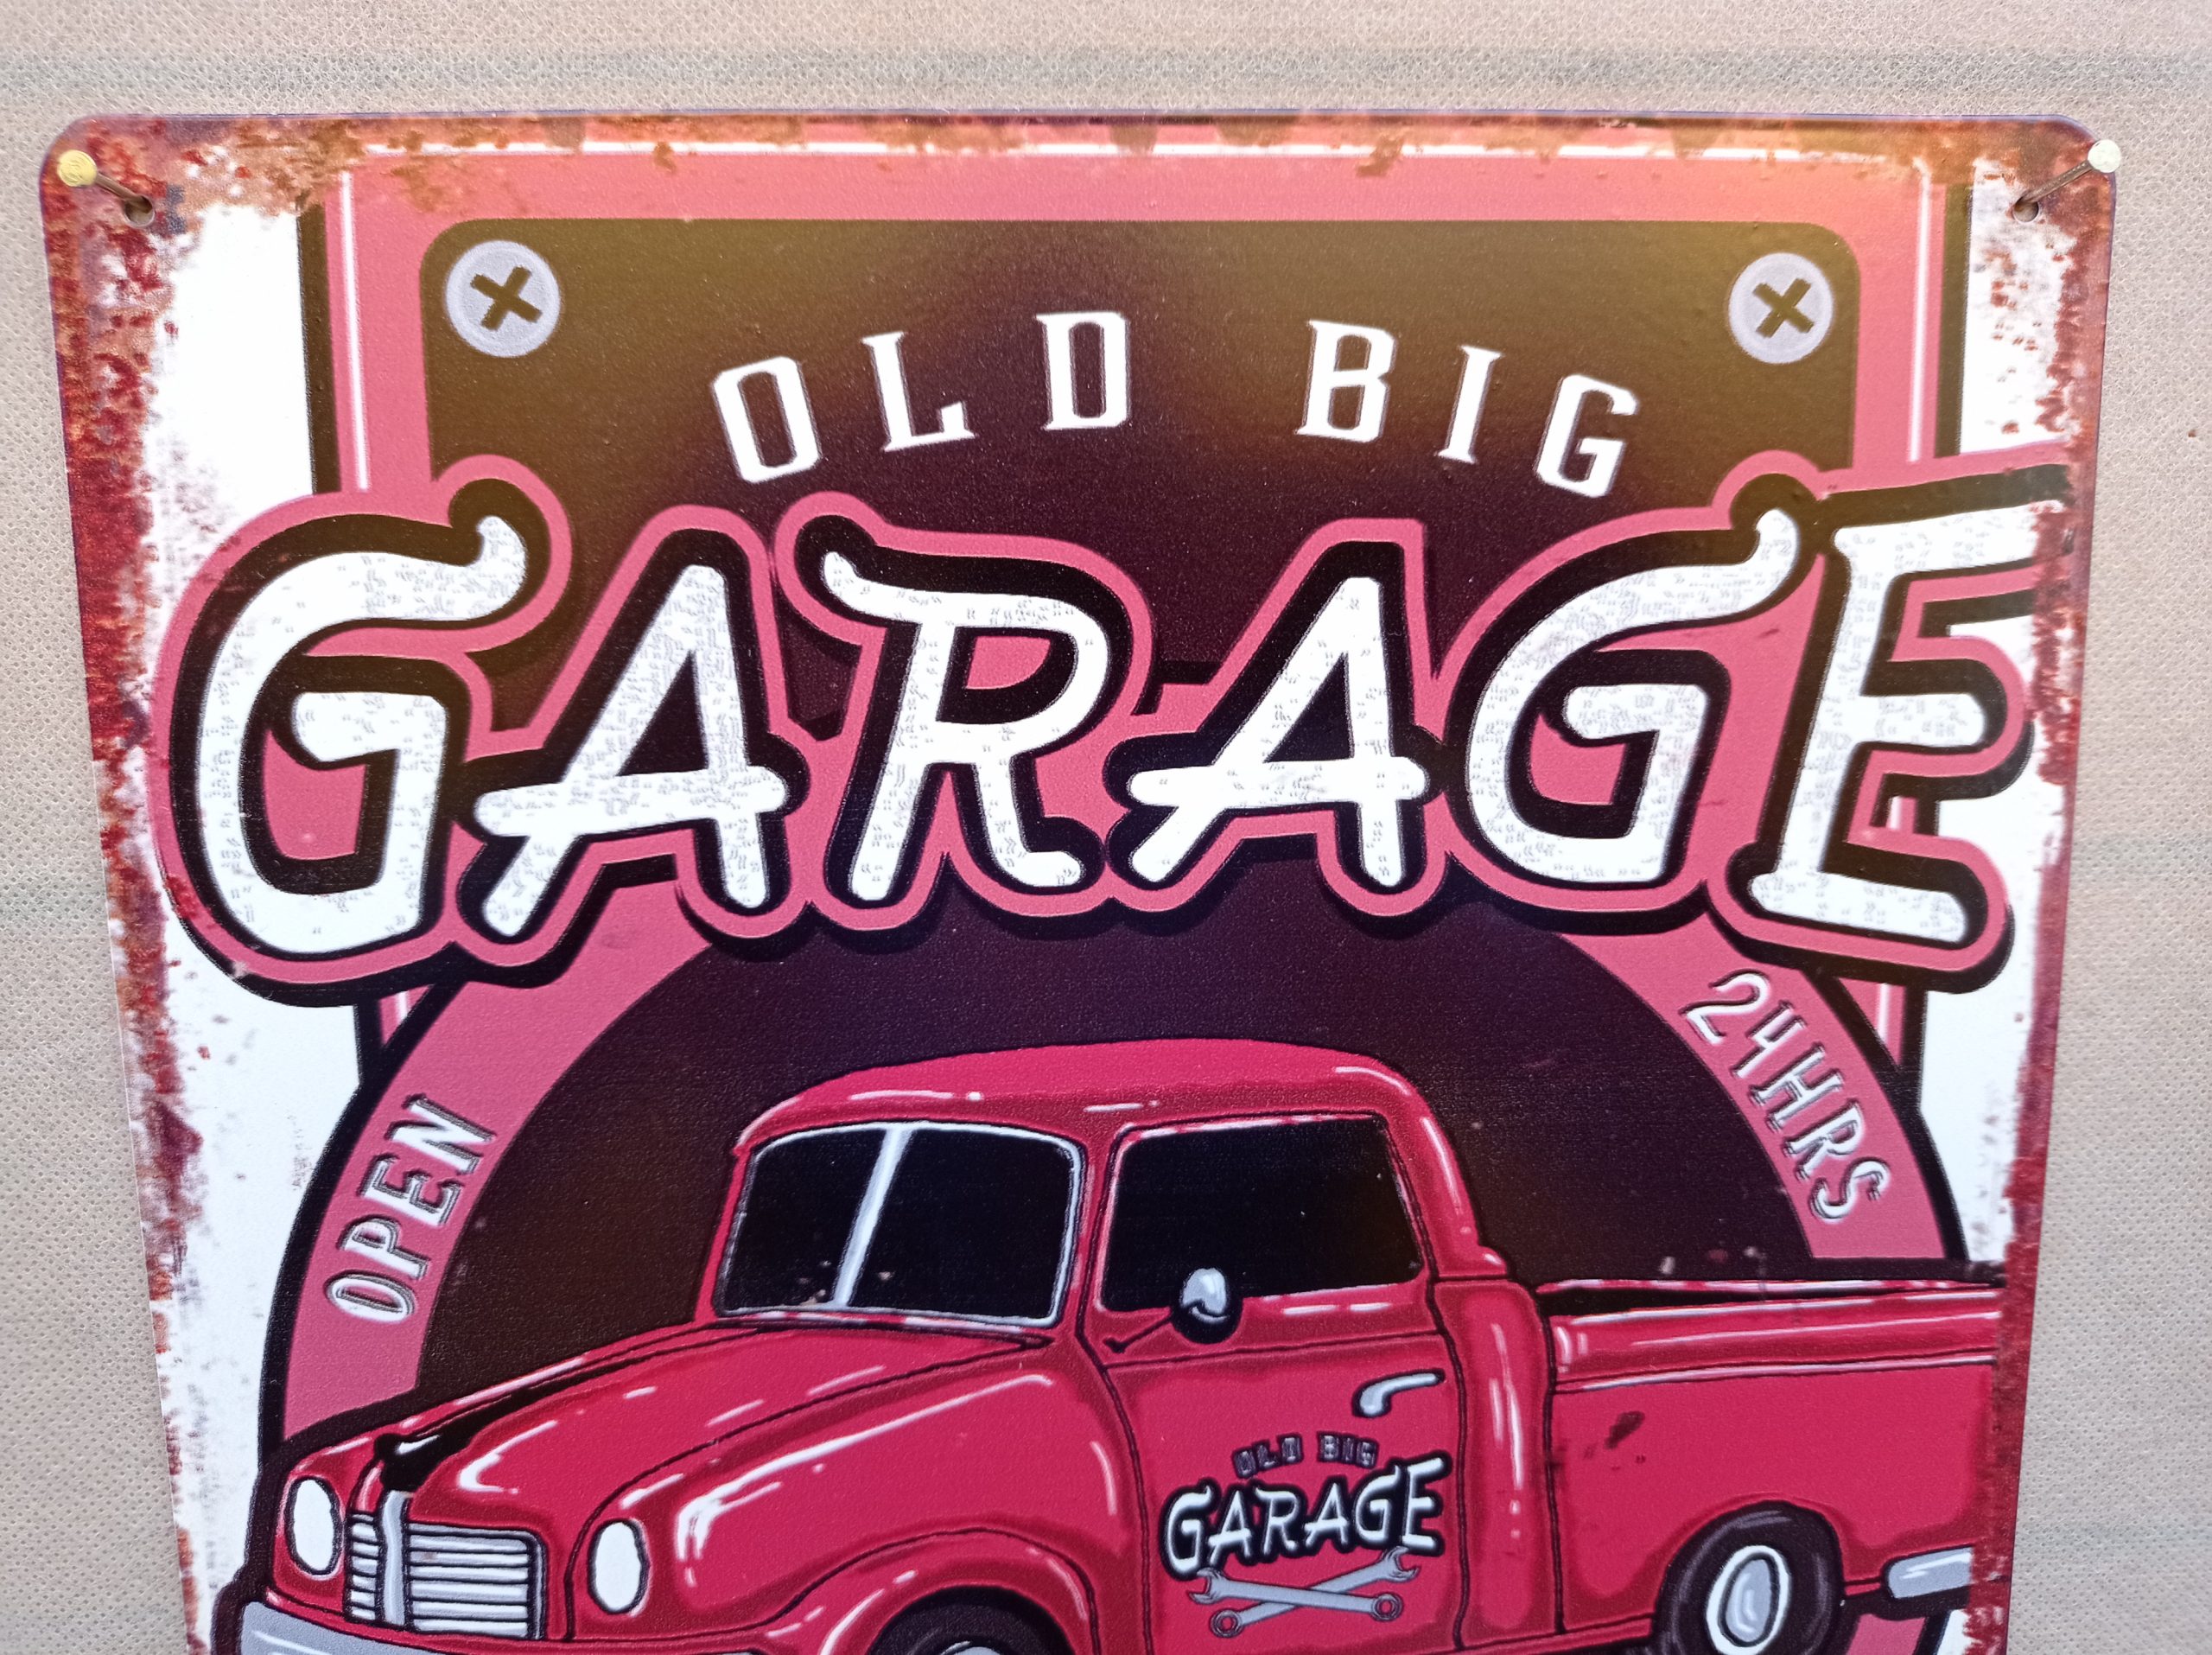 OLD BIG
GARAGE
OPEN
24HRS
OLD BIG
GARAGE